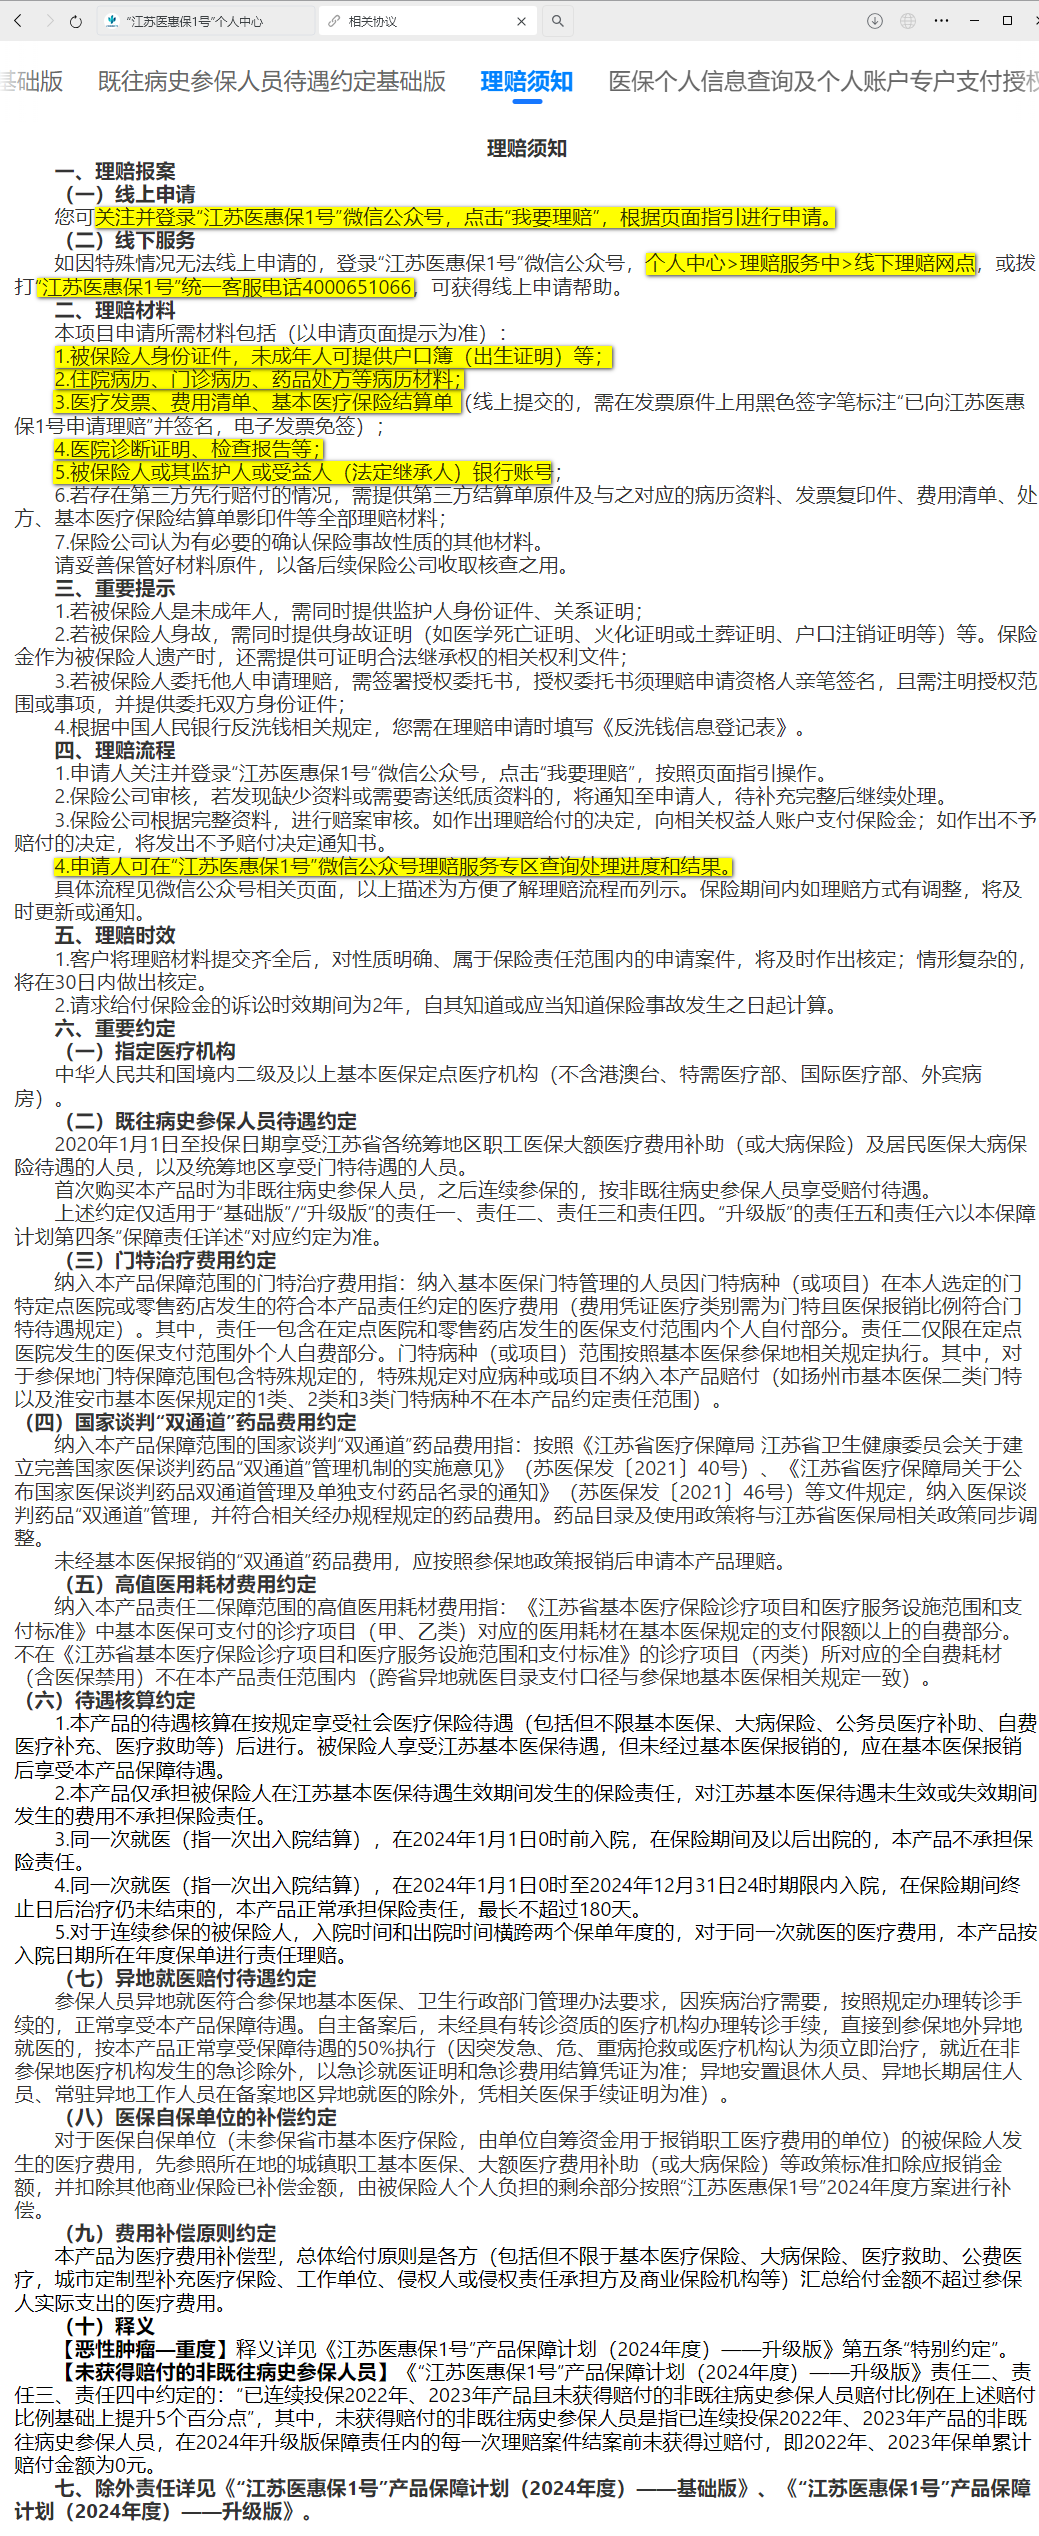 “江苏医惠保1号”个人中心
相关协议
基础版
既往病史参保人员待遇约定基础版
理赔须知
医保个人信息查询及个人账户专户支付授权
理赔须知
一、理赔报案
（一）线上申请
您可关注并登录“江苏医惠保1号”微信公众号，点击“我要理赔”，根据页面指引进行申请。
（二）线下服务
如因特殊情况无法线上申请的，登录“江苏医惠保1号”微信公众号，个人中心>理赔服务中>线下理赔网点，或拨
打“江苏医惠保1号”统一客服电话4000651066，可获得线上申请帮助。
二、理赔材料
本项目申请所需材料包括（以申请页面提示为准）：
1.被保险人身份证件，未成年人可提供户口簿（出生证明）等；
2.住院病历、门诊病历、药品处方等病历材料；
3.医疗发票、费用清单、基本医疗保险结算单（线上提交的，需在发票原件上用黑色签字笔标注“已向江苏医惠
保1号申请理赔”并签名，电子发票免签）；
4.医院诊断证明、检查报告等；
5.被保险人或其监护人或受益人（法定继承人）银行账号；
6.若存在第三方先行赔付的情况，需提供第三方结算单原件及与之对应的病历资料、发票复印件、费用清单、处
方、基本医疗保险结算单影印件等全部理赔材料；
7.保险公司认为有必要的确认保险事故性质的其他材料。
请妥善保管好材料原件，以备后续保险公司收取核查之用。
三、重要提示
1.若被保险人是未成年人，需同时提供监护人身份证件、关系证明；
2.若被保险人身故，需同时提供身故证明（如医学死亡证明、火化证明或土葬证明、户口注销证明等）等。保险
金作为被保险人遗产时，还需提供可证明合法继承权的相关权利文件；
3.若被保险人委托他人申请理赔，需签署授权委托书，授权委托书须理赔申请资格人亲笔签名，且需注明授权范
围或事项，并提供委托双方身份证件；
4.根据中国人民银行反洗钱相关规定，您需在理赔申请时填写《反洗钱信息登记表》。
四、理赔流程
1.申请人关注并登录“江苏医惠保1号”微信公众号，点击“我要理赔”，按照页面指引操作。
2.保险公司审核，若发现缺少资料或需要寄送纸质资料的，将通知至申请人，待补充完整后继续处理。
3.保险公司根据完整资料，进行赔案审核。如作出理赔给付的决定，向相关权益人账户支付保险金；如作出不予
赔付的决定，将发出不予赔付决定通知书。
4.申请人可在“江苏医惠保1号”微信公众号理赔服务专区查询处理进度和结果。
具体流程见微信公众号相关页面，以上描述为方便了解理赔流程而列示。保险期间内如理赔方式有调整，将及
时更新或通知。
五、理赔时效
1.客户将理赔材料提交齐全后，对性质明确、属于保险责任范围内的申请案件，将及时作出核定；情形复杂的，
将在30日内做出核定。
2.请求给付保险金的诉讼时效期间为2年，自其知道或应当知道保险事故发生之日起计算。
六、重要约定
（一）指定医疗机构
中华人民共和国境内二级及以上基本医保定点医疗机构（不含港澳台、特需医疗部、国际医疗部、外宾病
房）。
（二）既往病史参保人员待遇约定
2020年1月1日至投保日期享受江苏省各统筹地区职工医保大额医疗费用补助（或大病保险）及居民医保大病保
险待遇的人员，以及统筹地区享受门特待遇的人员。
首次购买本产品时为非既往病史参保人员，之后连续参保的，按非既往病史参保人员享受赔付待遇。
上述约定仅适用于“基础版”/“升级版”的责任一、责任二、责任三和责任四。“升级版”的责任五和责任六以本保障
计划第四条“保障责任详述”对应约定为准。
（三）门特治疗费用约定
纳入本产品保障范围的门特治疗费用指：纳入基本医保门特管理的人员因门特病种（或项目）在本人选定的门
特定点医院或零售药店发生的符合本产品责任约定的医疗费用（费用凭证医疗类别需为门特且医保报销比例符合门
特待遇规定）。其中，责任一包含在定点医院和零售药店发生的医保支付范围内个人自付部分。责任二仅限在定点
医院发生的医保支付范围外个人自费部分。门特病种（或项目）范围按照基本医保参保地相关规定执行。其中，对
于参保地门特保障范围包含特殊规定的，特殊规定对应病种或项目不纳入本产品赔付（如扬州市基本医保二类门特
以及淮安市基本医保规定的1类、2类和3类门特病种不在本产品约定责任范围）。
（四）国家谈判“双通道”药品费用约定
纳入本产品保障范围的国家谈判“双通道”药品费用指：按照《江苏省医疗保障局 江苏省卫生健康委员会关于建
立完善国家医保谈判药品“双通道”管理机制的实施意见》（苏医保发〔2021〕40号）、《江苏省医疗保障局关于公
布国家医保谈判药品双通道管理及单独支付药品名录的通知》（苏医保发〔2021〕46号）等文件规定，纳入医保谈
判药品“双通道”管理，并符合相关经办规程规定的药品费用。药品目录及使用政策将与江苏省医保局相关政策同步调
整。
未经基本医保报销的“双通道”药品费用，应按照参保地政策报销后申请本产品理赔。
（五）高值医用耗材费用约定
纳入本产品责任二保障范围的高值医用耗材费用指：《江苏省基本医疗保险诊疗项目和医疗服务设施范围和支
付标准》中基本医保可支付的诊疗项目（甲、乙类）对应的医用耗材在基本医保规定的支付限额以上的自费部分。
不在《江苏省基本医疗保险诊疗项目和医疗服务设施范围和支付标准》的诊疗项目（丙类）所对应的全自费耗材
（含医保禁用）不在本产品责任范围内（跨省异地就医目录支付口径与参保地基本医保相关规定一致）。
（六）待遇核算约定
1.本产品的待遇核算在按规定享受社会医疗保险待遇（包括但不限基本医保、大病保险、公务员医疗补助、自费
医疗补充、医疗救助等）后进行。被保险人享受江苏基本医保待遇，但未经过基本医保报销的，应在基本医保报销
后享受本产品保障待遇。
2.本产品仅承担被保险人在江苏基本医保待遇生效期间发生的保险责任，对江苏基本医保待遇未生效或失效期间
发生的费用不承担保险责任。
3.同一次就医（指一次出入院结算），在2024年1月1日0时前入院，在保险期间及以后出院的，本产品不承担保
险责任。
4.同一次就医（指一次出入院结算），在2024年1月1日0时至2024年12月31日24时期限内入院，在保险期间终
止日后治疗仍未结束的，本产品正常承担保险责任，最长不超过180天。
5.对于连续参保的被保险人，入院时间和出院时间横跨两个保单年度的，对于同一次就医的医疗费用，本产品按
入院日期所在年度保单进行责任理赔。
（七）异地就医赔付待遇约定
参保人员异地就医符合参保地基本医保、卫生行政部门管理办法要求，因疾病治疗需要，按照规定办理转诊手
续的，正常享受本产品保障待遇。自主备案后，未经具有转诊资质的医疗机构办理转诊手续，直接到参保地外异地
就医的，按本产品正常享受保障待遇的50%执行（因突发急、危、重病抢救或医疗机构认为须立即治疗，就近在非
参保地医疗机构发生的急诊除外，以急诊就医证明和急诊费用结算凭证为准；异地安置退休人员、异地长期居住人
员、常驻异地工作人员在备案地区异地就医的除外，凭相关医保手续证明为准）。
（八）医保自保单位的补偿约定
对于医保自保单位（未参保省市基本医疗保险，由单位自筹资金用于报销职工医疗费用的单位）的被保险人发
生的医疗费用，先参照所在地的城镇职工基本医保、大额医疗费用补助（或大病保险）等政策标准扣除应报销金
额，并扣除其他商业保险已补偿金额，由被保险人个人负担的剩余部分按照“江苏医惠保1号”2024年度方案进行补
偿。
（九）费用补偿原则约定
本产品为医疗费用补偿型，总体给付原则是各方（包括但不限于基本医疗保险、大病保险、医疗救助、公费医
疗，城市定制型补充医疗保险、工作单位、侵权人或侵权责任承担方及商业保险机构等）汇总给付金额不超过参保
人实际支出的医疗费用。
（十）释义
【恶性肿瘤—重度】释义详见《江苏医惠保1号”产品保障计划（2024年度）——升级版》第五条“特别约定”。
【未获得赔付的非既往病史参保人员】《“江苏医惠保1号”产品保障计划（2024年度）——升级版》责任二、责
任三、责任四中约定的：“已连续投保2022年、2023年产品且未获得赔付的非既往病史参保人员赔付比例在上述赔付
比例基础上提升5个百分点”，其中，未获得赔付的非既往病史参保人员是指已连续投保2022年、2023年产品的非既
往病史参保人员，在2024年升级版保障责任内的每一次理赔案件结案前未获得过赔付，即2022年、2023年保单累计
赔付金额为0元。
七、除外责任详见《“江苏医惠保1号”产品保障计划（2024年度）——基础版》、《“江苏医惠保1号”产品保障
计划（2024年度）——升级版》。